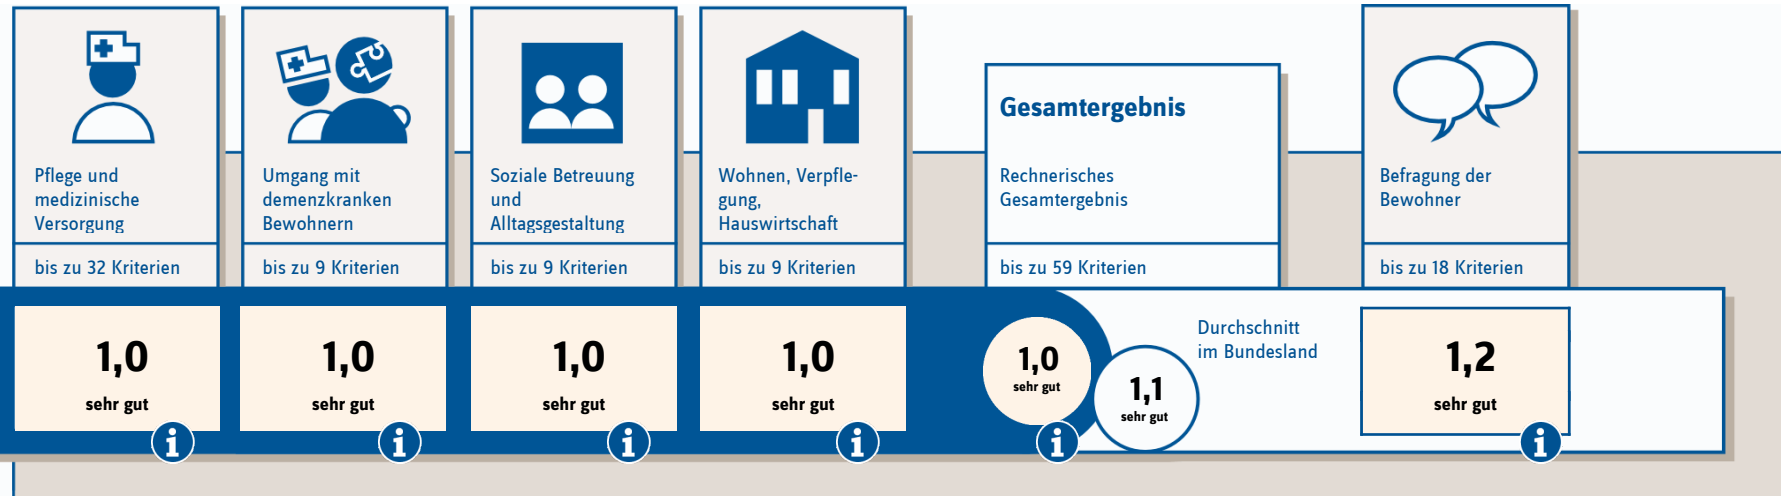 Pflege und
medizinische
Versorgung
bis zu 32 Kriterien
1,0
sehr gut
i
Umgang mit
demenzkranken
Bewohnern
bis zu 9 Kriterien
1,0
sehr gut
i
Soziale Betreuung
und
Alltagsgestaltung
bis zu 9 Kriterien
1,0
sehr gut
i
Wohnen, Verpfle-
gung,
Hauswirtschaft
bis zu 9 Kriterien
1,0
sehr gut
i
Gesamtergebnis
Rechnerisches
Gesamtergebnis
bis zu 59 Kriterien
1,0
sehr gut
i
1,1
sehr gut
Durchschnitt
im Bundesland
Befragung der
Bewohner
bis zu 18 Kriterien
1,2
sehr gut
i